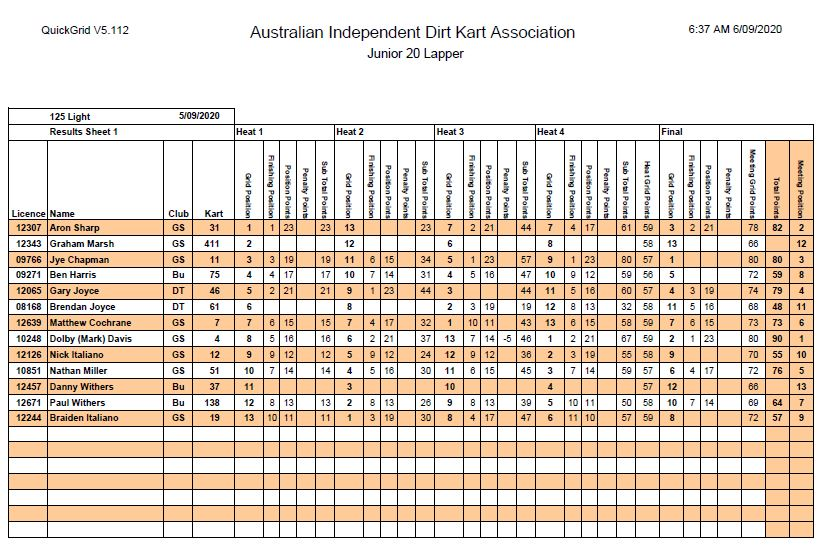 QuickGrid V5.112
Australian Independent Dirt Kart Association
6:37 AM 6/09/2020
Junior 20 Lapper
125 Light 5/09/2020
Results Sheet 1 Heat 1 Heat 2 Heat 3 Heat 4 Final
Licence Name Club Kart Grid Position Finishing Position Position Points Penalty Points Sub Total Points Grid Position Finishing Position Position Points Penalty Points Sub Total Points Grid Position Finishing Position Position Points Penalty Points Sub Total Points Grid Position Finishing Position Position Points Penalty Points Sub Total Points Heat Grid Points Grid Position Finishing Position Position Points Penalty Points Meeting Grid Points Total Points Meeting Position
12307 Aron Sharp GS 31 1 1 23 23 13 23 7 2 21 44 7 4 17 61 59 3 2 21 78 82 2
12343 Graham Marsh GS 411 2 12 6 8 58 13 66 12
09766 Jye Chapman GS 11 3 3 19 19 11 6 15 34 5 1 23 57 9 1 23 80 57 1 80 80 3
09271 Ben Harris Bu 75 4 4 17 17 10 7 14 31 4 5 16 47 10 9 12 59 56 5 72 59 8
12065 Gary Joyce DT 46 5 2 21 21 9 1 23 44 3 44 11 5 16 60 57 4 3 19 79 79 4
08168 Brendan Joyce DT 61 6 8 2 3 19 19 12 8 13 32 58 11 5 16 68 48 11
12639 Matthew Cochrane GS 7 7 6 15 15 7 4 17 32 1 10 11 43 13 6 15 58 59 7 6 15 73 73 6
10248 Dolby (Mark) Davis GS 4 8 5 16 16 6 2 21 37 13 7 14 -5 46 1 2 21 67 59 2 1 23 80 90 1
12126 Nick Italiano GS 12 9 9 12 12 5 9 12 24 12 9 12 36 2 3 19 55 58 9 70 55 10
10851 Nathan Miller GS 51 10 7 14 14 4 5 16 30 11 6 15 45 3 7 14 59 57 6 4 17 72 76 5
12457 Danny Withers Bu 37 11 3 10 4 57 12 66 13
12671 Paul Withers Bu 138 12 8 13 13 2 8 13 26 9 8 13 39 5 10 11 50 58 10 7 14 69 64 7
12244 Braiden Italiano GS 19 13 10 11 11 1 3 19 30 8 4 17 47 6 11 10 57 59 8 72 57 9